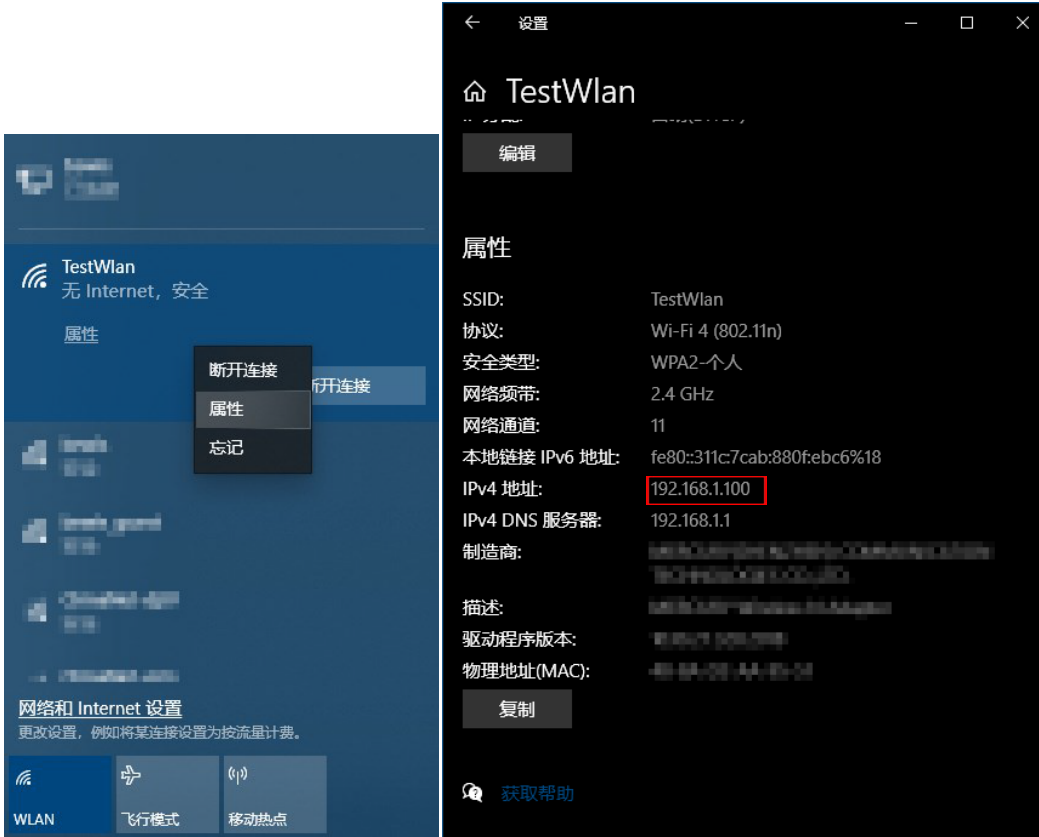 TestWlan
无 Internet，安全
属性
断开连接
属性
忘记
开连接
网络和 Internet 设置
更改设置，例如将某连接设置为按流量计费。
WLAN
飞行模式
移动热点
设置
TestWlan
编辑
属性
SSID: TestWlan
协议: Wi-Fi 4 (802.11n)
安全类型: WPA2-个人
网络频带: 2.4 GHz
网络通道: 11
本地链接 IPv6 地址: fe80::311c:7cab:880f:ebc6%18
IPv4 地址: 192.168.1.100
IPv4 DNS 服务器: 192.168.1.1
制造商:
描述:
驱动程序版本:
物理地址(MAC):
复制
获取帮助